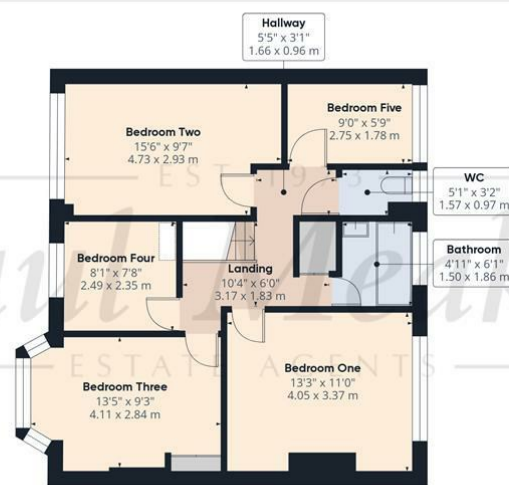 Hallway
5'5" x 3'1"
1.66 x 0.96 m
Bedroom Two
15'6" x 9'7"
4.73 x 2.93 m
Bedroom Five
9'0" x 5'9"
2.75 x 1.78 m
WC
5'1" x 3'2"
1.57 x 0.97 m
Bedroom Four
8'1" x 7'8"
2.49 x 2.35 m
Landing
10'4" x 6'0"
3.17 x 1.83 m
Bathroom
4'11" x 6'1"
1.50 x 1.86 m
Bedroom Three
13'5" x 9'3"
4.11 x 2.84 m
Bedroom One
13'3" x 11'0"
4.05 x 3.37 m
ESTATE AGENTS